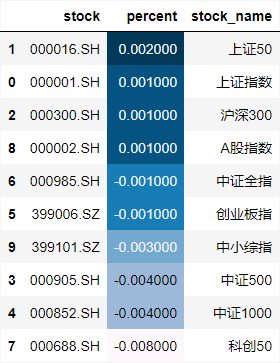 stock percent stock_name
1 000016.SH 0.002000 上证50
0 000001.SH 0.001000 上证指数
2 000300.SH 0.001000 沪深300
8 000002.SH 0.001000 A股指数
6 000985.SH -0.001000 中证全指
5 399006.SZ -0.001000 创业板指
9 399101.SZ -0.003000 中小综指
3 000905.SH -0.004000 中证500
4 000852.SH -0.004000 中证1000
7 000688.SH -0.008000 科创50